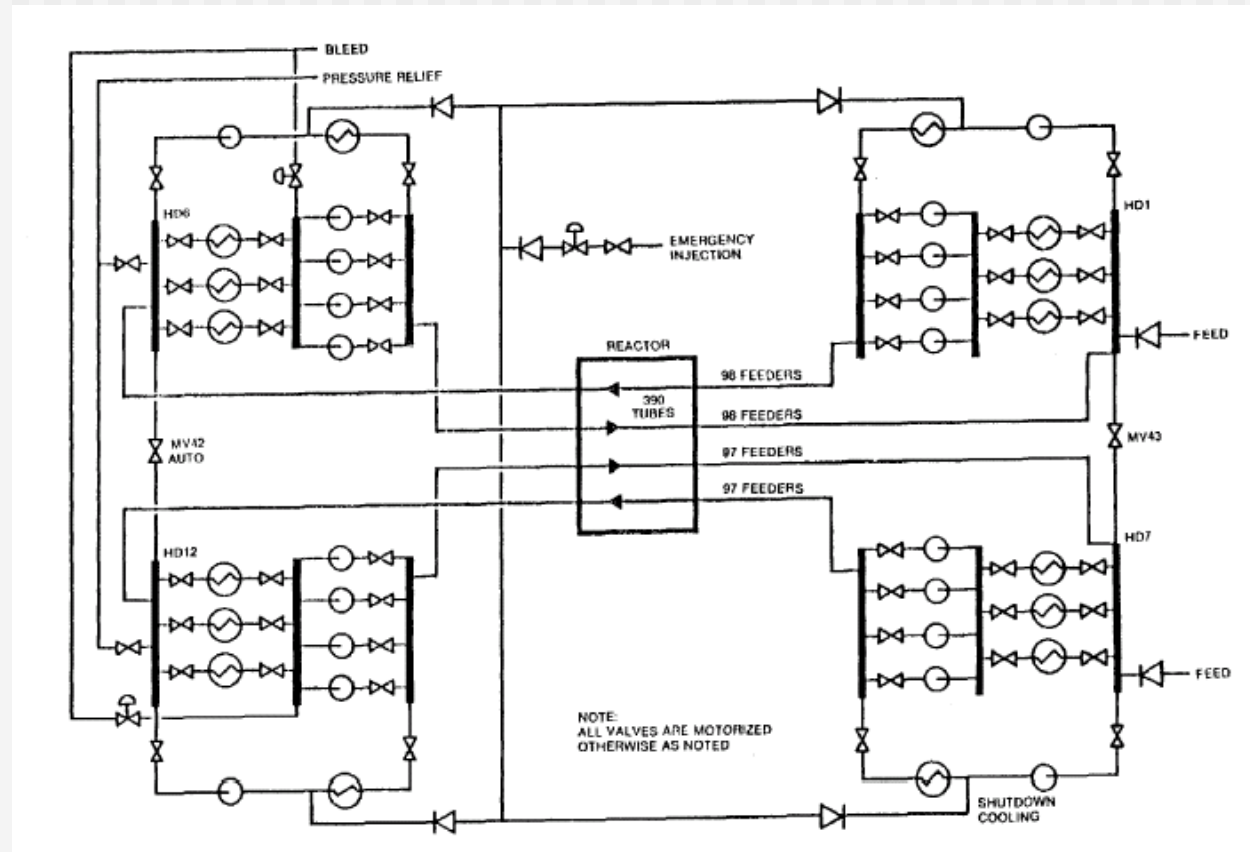 BLEED
PRESSURE RELIEF
HD6
HD1
EMERGENCY
INJECTION
FEED
REACTOR
98 FEEDERS
390
TUBES
98 FEEDERS
MV42
AUTO
MV43
97 FEEDERS
97 FEEDERS
HD12
HD7
FEED
NOTE:
ALL VALVES ARE MOTORIZED
OTHERWISE AS NOTED
SHUTDOWN
COOLING